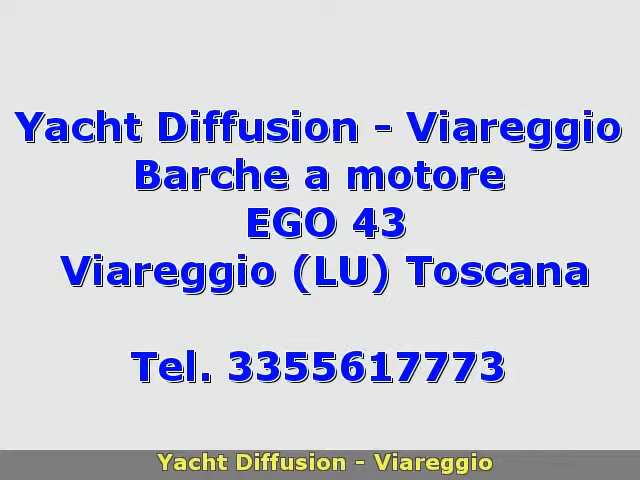 Yacht Diffusion - Viareggio
Barche a motore
EGO 43
Viareggio (LU) Toscana
Tel. 3355617773
Yacht Diffusion - Viareggio